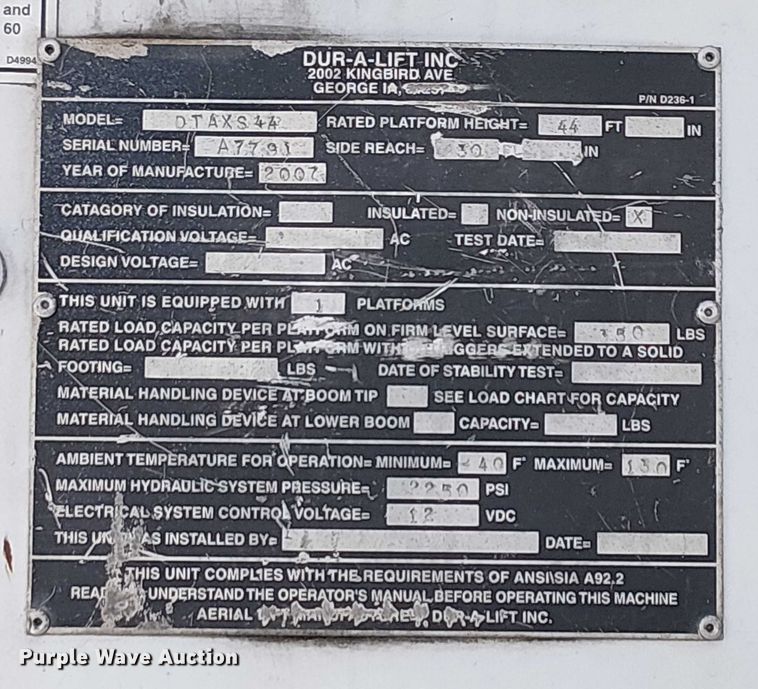 and
60
D4994
DUR-A-LIFT INC
2002 KINGBIRD AVE
GEORGE IA,
P/N D236-1
MODEL= DTAXS44 RATED PLATFORM HEIGHT= 44 FT IN
SERIAL NUMBER= SIDE REACH= 30 IN
YEAR OF MANUFACTURE= 2007
CATAGORY OF INSULATION= INSULATED= NON-INSULATED= X
QUALIFICATION VOLTAGE= AC TEST DATE=
DESIGN VOLTAGE= AC
THIS UNIT IS EQUIPPED WITH 1 PLATFORMS
RATED LOAD CAPACITY PER PLATFORM ON FIRM LEVEL SURFACE= 350 LBS
RATED LOAD CAPACITY PER PLATFORM WITH OUTRIGGERS EXTENDED TO A SOLID
FOOTING= LBS DATE OF STABILITY TEST=
MATERIAL HANDLING DEVICE AT BOOM TIP SEE LOAD CHART FOR CAPACITY
MATERIAL HANDLING DEVICE AT LOWER BOOM CAPACITY= LBS
AMBIENT TEMPERATURE FOR OPERATION= MINIMUM= -40 F° MAXIMUM= 130 F°
MAXIMUM HYDRAULIC SYSTEM PRESSURE= 2250 PSI
ELECTRICAL SYSTEM CONTROL VOLTAGE= 12 VDC
THIS UNIT WAS INSTALLED BY= DATE=
THIS UNIT COMPLIES WITH THE REQUIREMENTS OF ANSI/SIA A92.2
READ UNDERSTAND THE OPERATOR'S MANUAL BEFORE OPERATING THIS MACHINE
AERIAL LIFT MANUFACTURER DUR-A-LIFT INC.
Purple Wave Auction